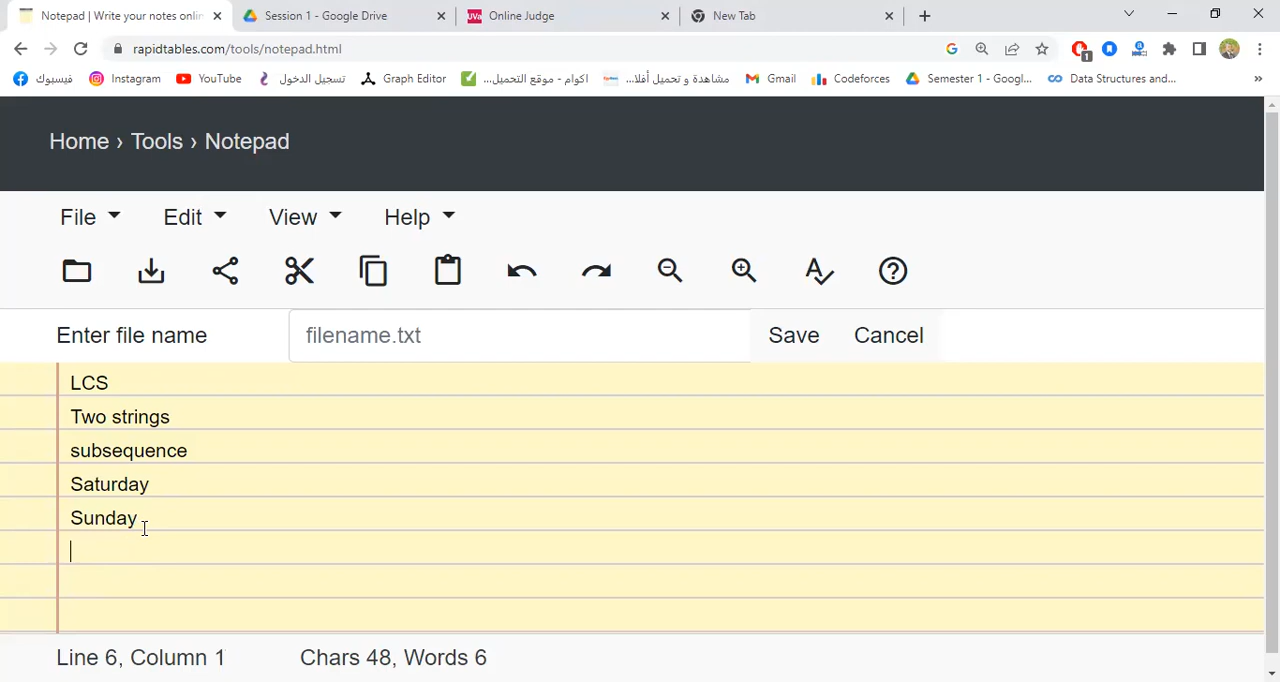 Notepad | Write your notes onlin
Session 1 - Google Drive
UVa
Online Judge
New Tab
rapidtables.com/tools/notepad.html
1
فيسبوك
Instagram
YouTube
تسجيل الدخول
Graph Editor
اكوام - موقع التحميل...
مشاهدة و تحميل أفلا...
Gmail
Codeforces
Semester 1 - Googl...
Data Structures and...
»
Home › Tools › Notepad
File
Edit
View
Help
Enter file name
filename.txt
Save
Cancel
LCS
Two strings
subsequence
Saturday
Sunday
Line 6, Column 1
Chars 48, Words 6